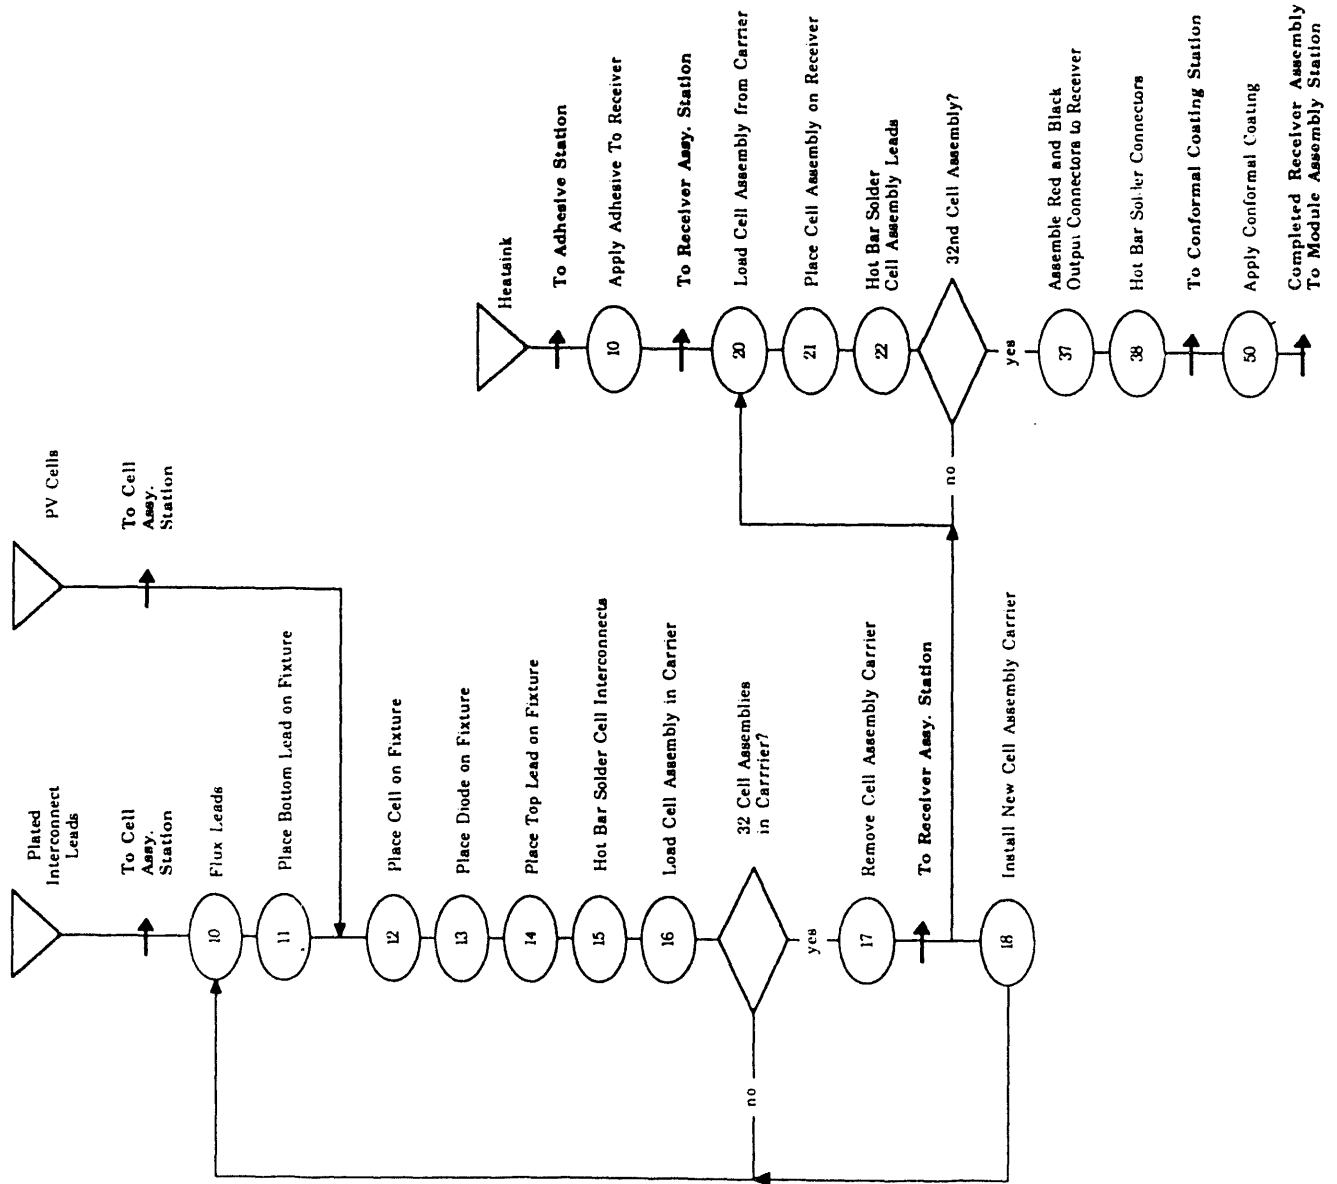 Plated
Interconnect
Leads
To Cell
Assy.
Station
10
Flux Leads
11
Place Bottom Lead on Fixture
PV Cells
To Cell
Assy.
Station
12
Place Cell on Fixture
13
Place Diode on Fixture
14
Place Top Lead on Fixture
15
Hot Bar Solder Cell Interconnects
16
Load Cell Assembly in Carrier
32 Cell Assemblies
in Carrrier?
no
yes
17
Remove Cell Assembly Carrier
To Receiver Assy. Station
18
Install New Cell Assembly Carrier
Heatsink
To Adhesive Station
10
Apply Adhesive To Receiver
To Receiver Assy. Station
20
Load Cell Assembly from Carrier
21
Place Cell Assembly on Receiver
22
Hot Bar Solder
Cell Assembly Leads
32nd Cell Assembly?
no
yes
37
Assemble Red and Black
Output Connectors to Receiver
38
Hot Bar Solder Connectors
To Conformal Coating Station
50
Apply Conformal Coating
Completed Receiver Assembly
To Module Assembly Station